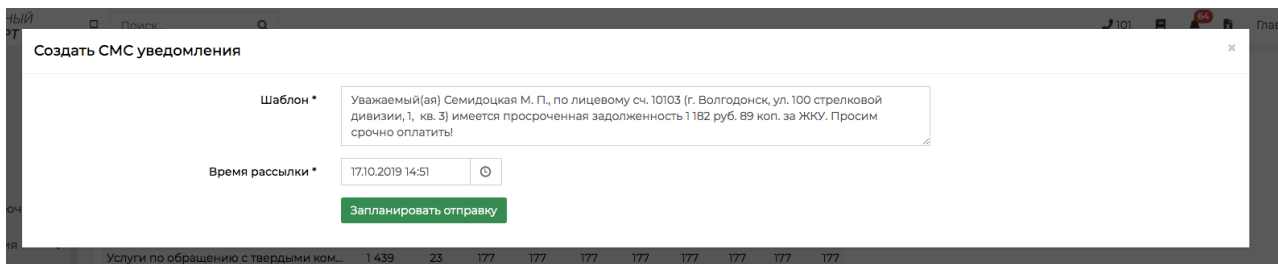 Поиск...
101
64
Создать СМС уведомления
×
Шаблон *
Уважаемый(ая) Семидоцкая М. П., по лицевому сч. 10103 (г. Волгодонск, ул. 100 стрелковой
дивизии, 1,  кв. 3) имеется просроченная задолженность 1 182 руб. 89 коп. за ЖКУ. Просим
срочно оплатить!
Время рассылки *
17.10.2019 14:51
Запланировать отправку
Услуги по обращению с твердыми ком... 1 439 23 177 177 177 177 177 177 177 177